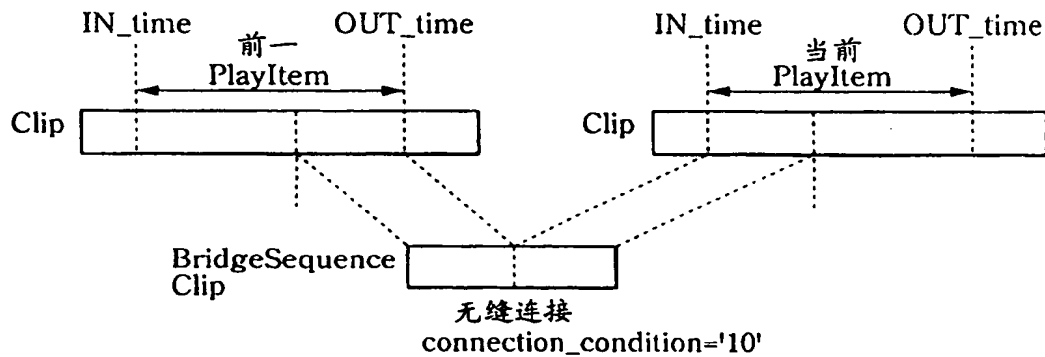 IN_time OUT_time IN_time OUT_time
前一 当前
PlayItem PlayItem
Clip Clip
BridgeSequence
Clip
无缝连接
connection_condition='10'